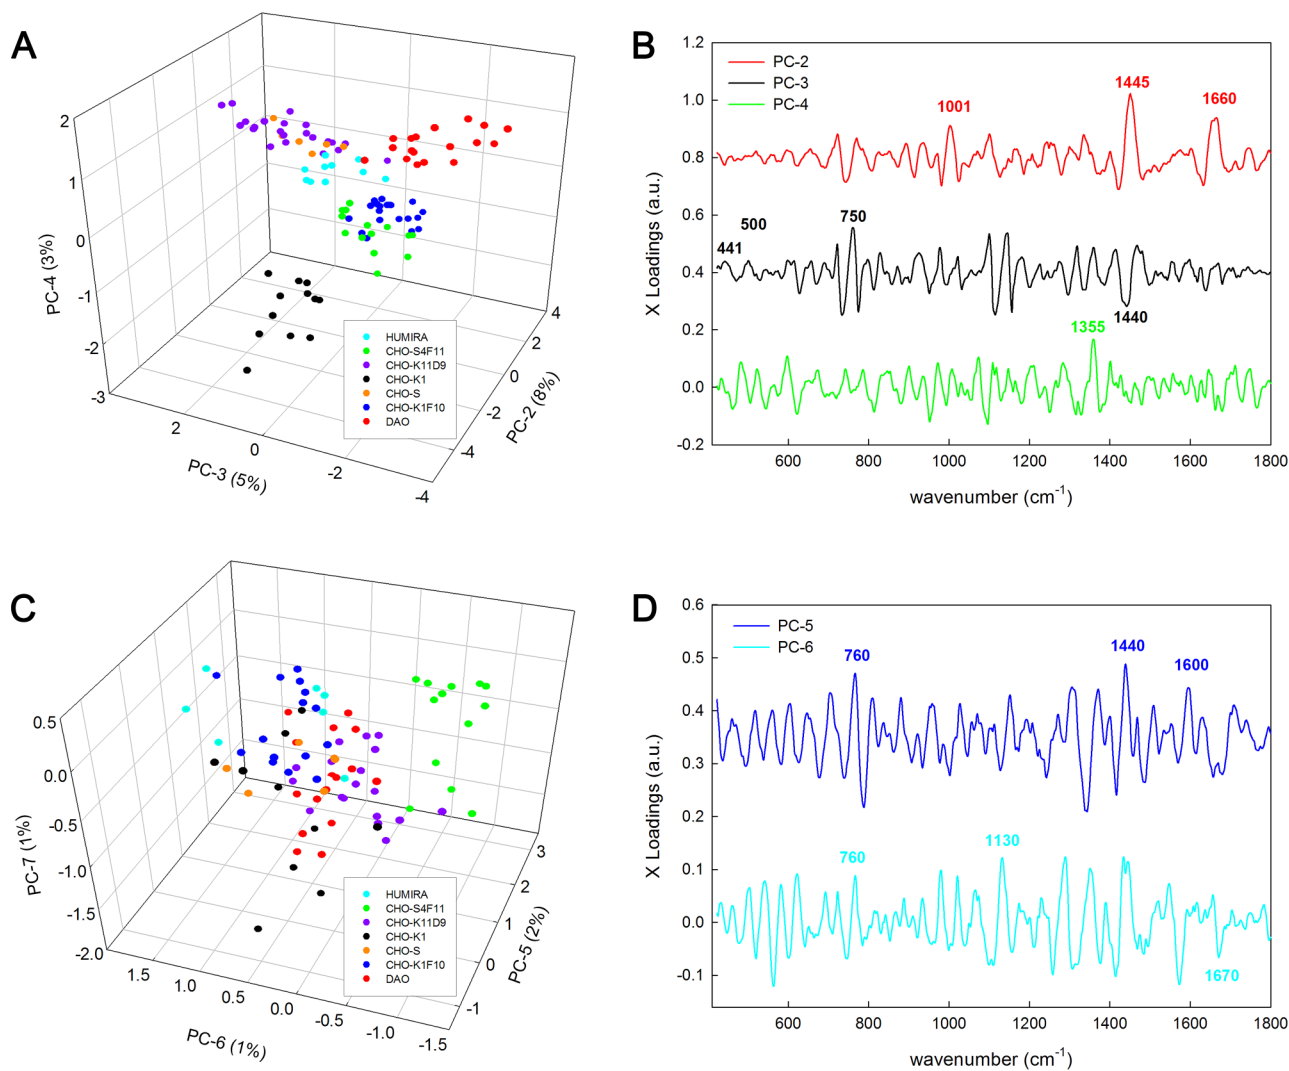 A
2
1
0
-1
-2
-3
PC-4 (3%)
2
0
-2
-4
PC-3 (5%)
4
2
0
-2
-4
PC-2 (8%)
HUMIRA
CHO-S4F11
CHO-K11D9
CHO-K1
CHO-S
CHO-K1F10
DAO
B
1.2
1.0
0.8
0.6
0.4
0.2
0.0
-0.2
X Loadings (a.u.)
PC-2
PC-3
PC-4
1001
1445
1660
441
500
750
1440
1355
600 800 1000 1200 1400 1600 1800
wavenumber (cm⁻¹)
C
0.5
0.0
-0.5
-1.0
-1.5
-2.0
PC-7 (1%)
1.5
1.0
0.5
0.0
-0.5
-1.0
-1.5
PC-6 (1%)
3
2
1
0
-1
PC-5 (2%)
HUMIRA
CHO-S4F11
CHO-K11D9
CHO-K1
CHO-S
CHO-K1F10
DAO
D
0.6
0.5
0.4
0.3
0.2
0.1
0.0
-0.1
X Loadings (a.u.)
PC-5
PC-6
760
1440
1600
760
1130
1670
600 800 1000 1200 1400 1600 1800
wavenumber (cm⁻¹)